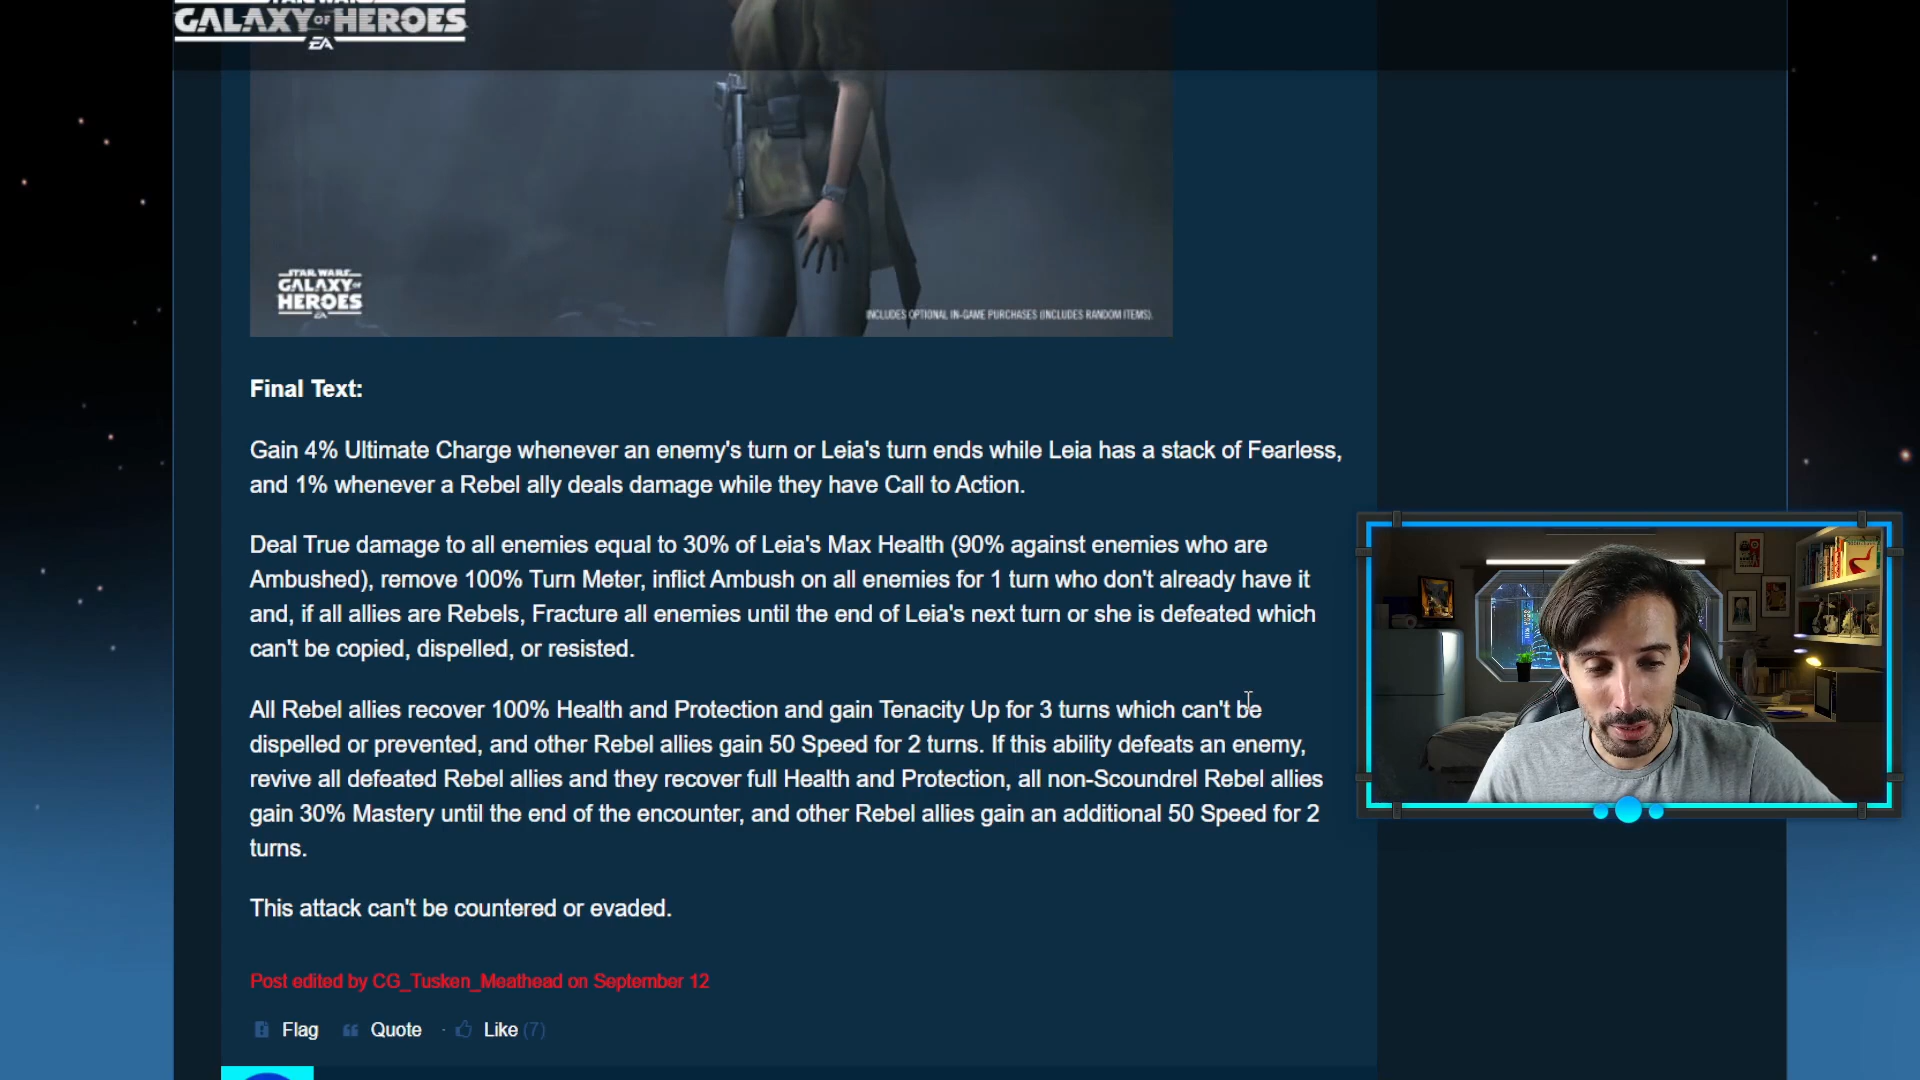 STAR WARS
GALAXY OF HEROES
EA
STAR WARS
GALAXY OF
HEROES
EA
INCLUDES OPTIONAL IN-GAME PURCHASES (INCLUDES RANDOM ITEMS).
Final Text:
Gain 4% Ultimate Charge whenever an enemy's turn or Leia's turn ends while Leia has a stack of Fearless,
and 1% whenever a Rebel ally deals damage while they have Call to Action.
Deal True damage to all enemies equal to 30% of Leia's Max Health (90% against enemies who are
Ambushed), remove 100% Turn Meter, inflict Ambush on all enemies for 1 turn who don't already have it
and, if all allies are Rebels, Fracture all enemies until the end of Leia's next turn or she is defeated which
can't be copied, dispelled, or resisted.
All Rebel allies recover 100% Health and Protection and gain Tenacity Up for 3 turns which can't be
dispelled or prevented, and other Rebel allies gain 50 Speed for 2 turns. If this ability defeats an enemy,
revive all defeated Rebel allies and they recover full Health and Protection, all non-Scoundrel Rebel allies
gain 30% Mastery until the end of the encounter, and other Rebel allies gain an additional 50 Speed for 2
turns.
This attack can't be countered or evaded.
Post edited by CG_Tusken_Meathead on September 12
Flag Quote · Like (7)